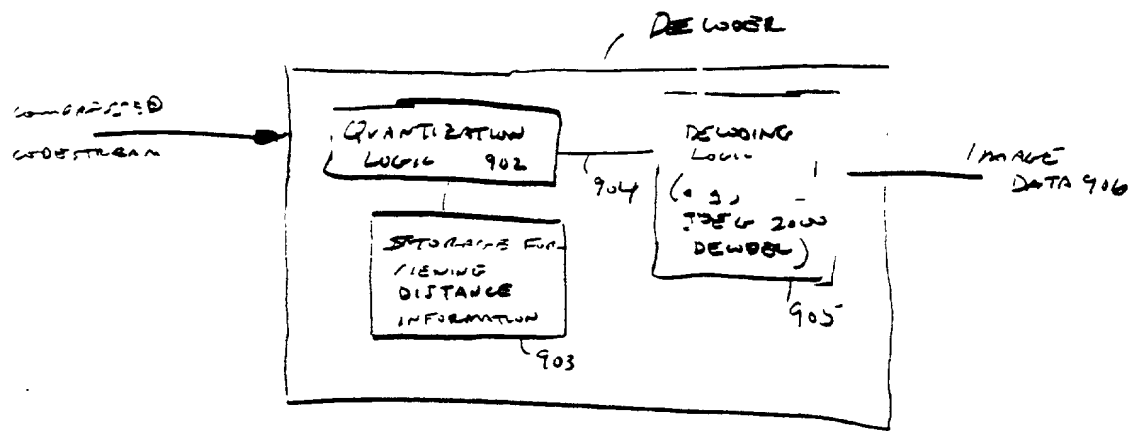 DECODER
COMPRESSED
CODESTREAM
QUANTIZATION
LOGIC 902
904
DECODING
LOGIC
(e.g.,
JPEG 2000
DECODER)
905
IMAGE
DATA 906
STORAGE FOR
VIEWING
DISTANCE
INFORMATION
903